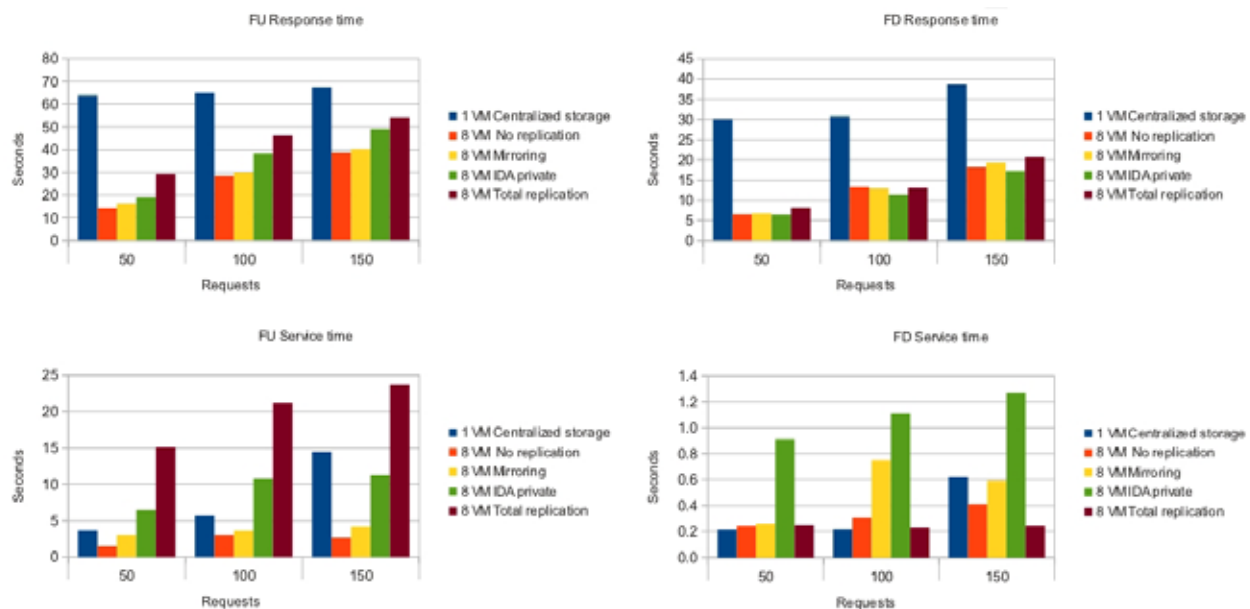 FU Response time
80
70
60
50
40
30
20
10
0
Seconds
50 100 150
Requests
1 VM Centralized storage
8 VM No replication
8 VM Mirroring
8 VM IDA private
8 VM Total replication
FD Response time
45
40
35
30
25
20
15
10
5
0
Seconds
50 100 150
Requests
1 VM Centralized storage
8 VM No replication
8 VM Mirroring
8 VM IDA private
8 VM Total replication
FU Service time
25
20
15
10
5
0
Seconds
50 100 150
Requests
1 VM Centralized storage
8 VM No replication
8 VM Mirroring
8 VM IDA private
8 VM Total replication
FD Service time
1.4
1.2
1.0
0.8
0.6
0.4
0.2
0.0
Seconds
50 100 150
Requests
1 VM Centralized storage
8 VM No replication
8 VM Mirroring
8 VM IDA private
8 VM Total replication